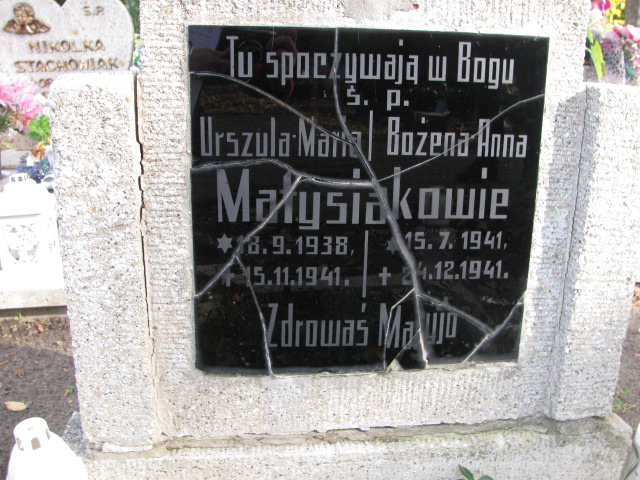 Ś.P.
NIKOLKA
STACHOWIAK
Tu spoczywają w Bogu
ś. p.
Urszula-Maria | Bożena Anna
Matysiakowie
*18.9.1938, | *15.7.1941,
+15.11.1941. | +24.12.1941.
Zdrowaś Maryjo